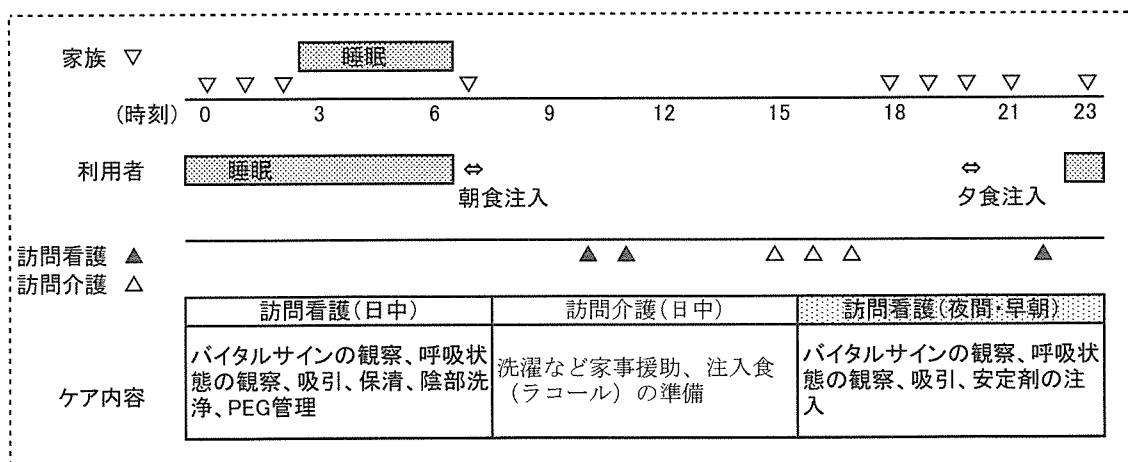 家族 ▽
睡眠
▽ ▽ ▽ ▽ ▽ ▽ ▽ ▽ ▽
(時刻) 0 3 6 9 12 15 18 21 23
利用者
睡眠
⇔
朝食注入
⇔
夕食注入
訪問看護 ▲
▲ ▲ △ △ △ ▲
訪問介護 △
訪問看護(日中)
訪問介護(日中)
訪問看護(夜間・早朝)
ケア内容
バイタルサインの観察、呼吸状
態の観察、吸引、保清、陰部洗
浄、PEG管理
洗濯など家事援助、注入食
（ラコール）の準備
バイタルサインの観察、呼吸状
態の観察、吸引、安定剤の注
入